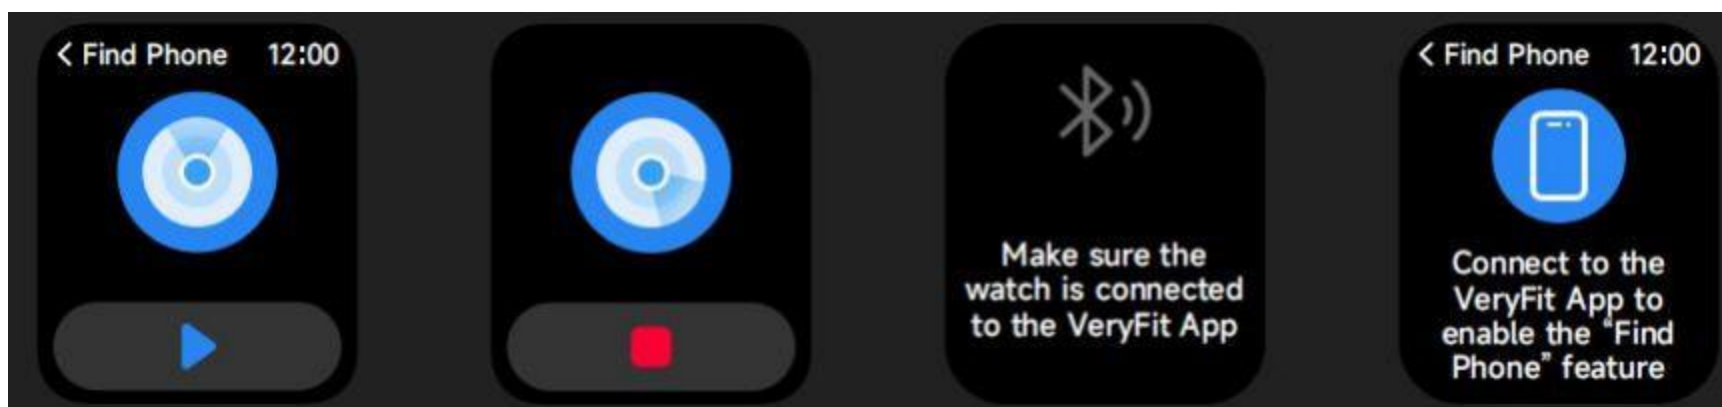 < Find Phone 12:00
Make sure the
watch is connected
to the VeryFit App
< Find Phone 12:00
Connect to the
VeryFit App to
enable the “Find
Phone” feature